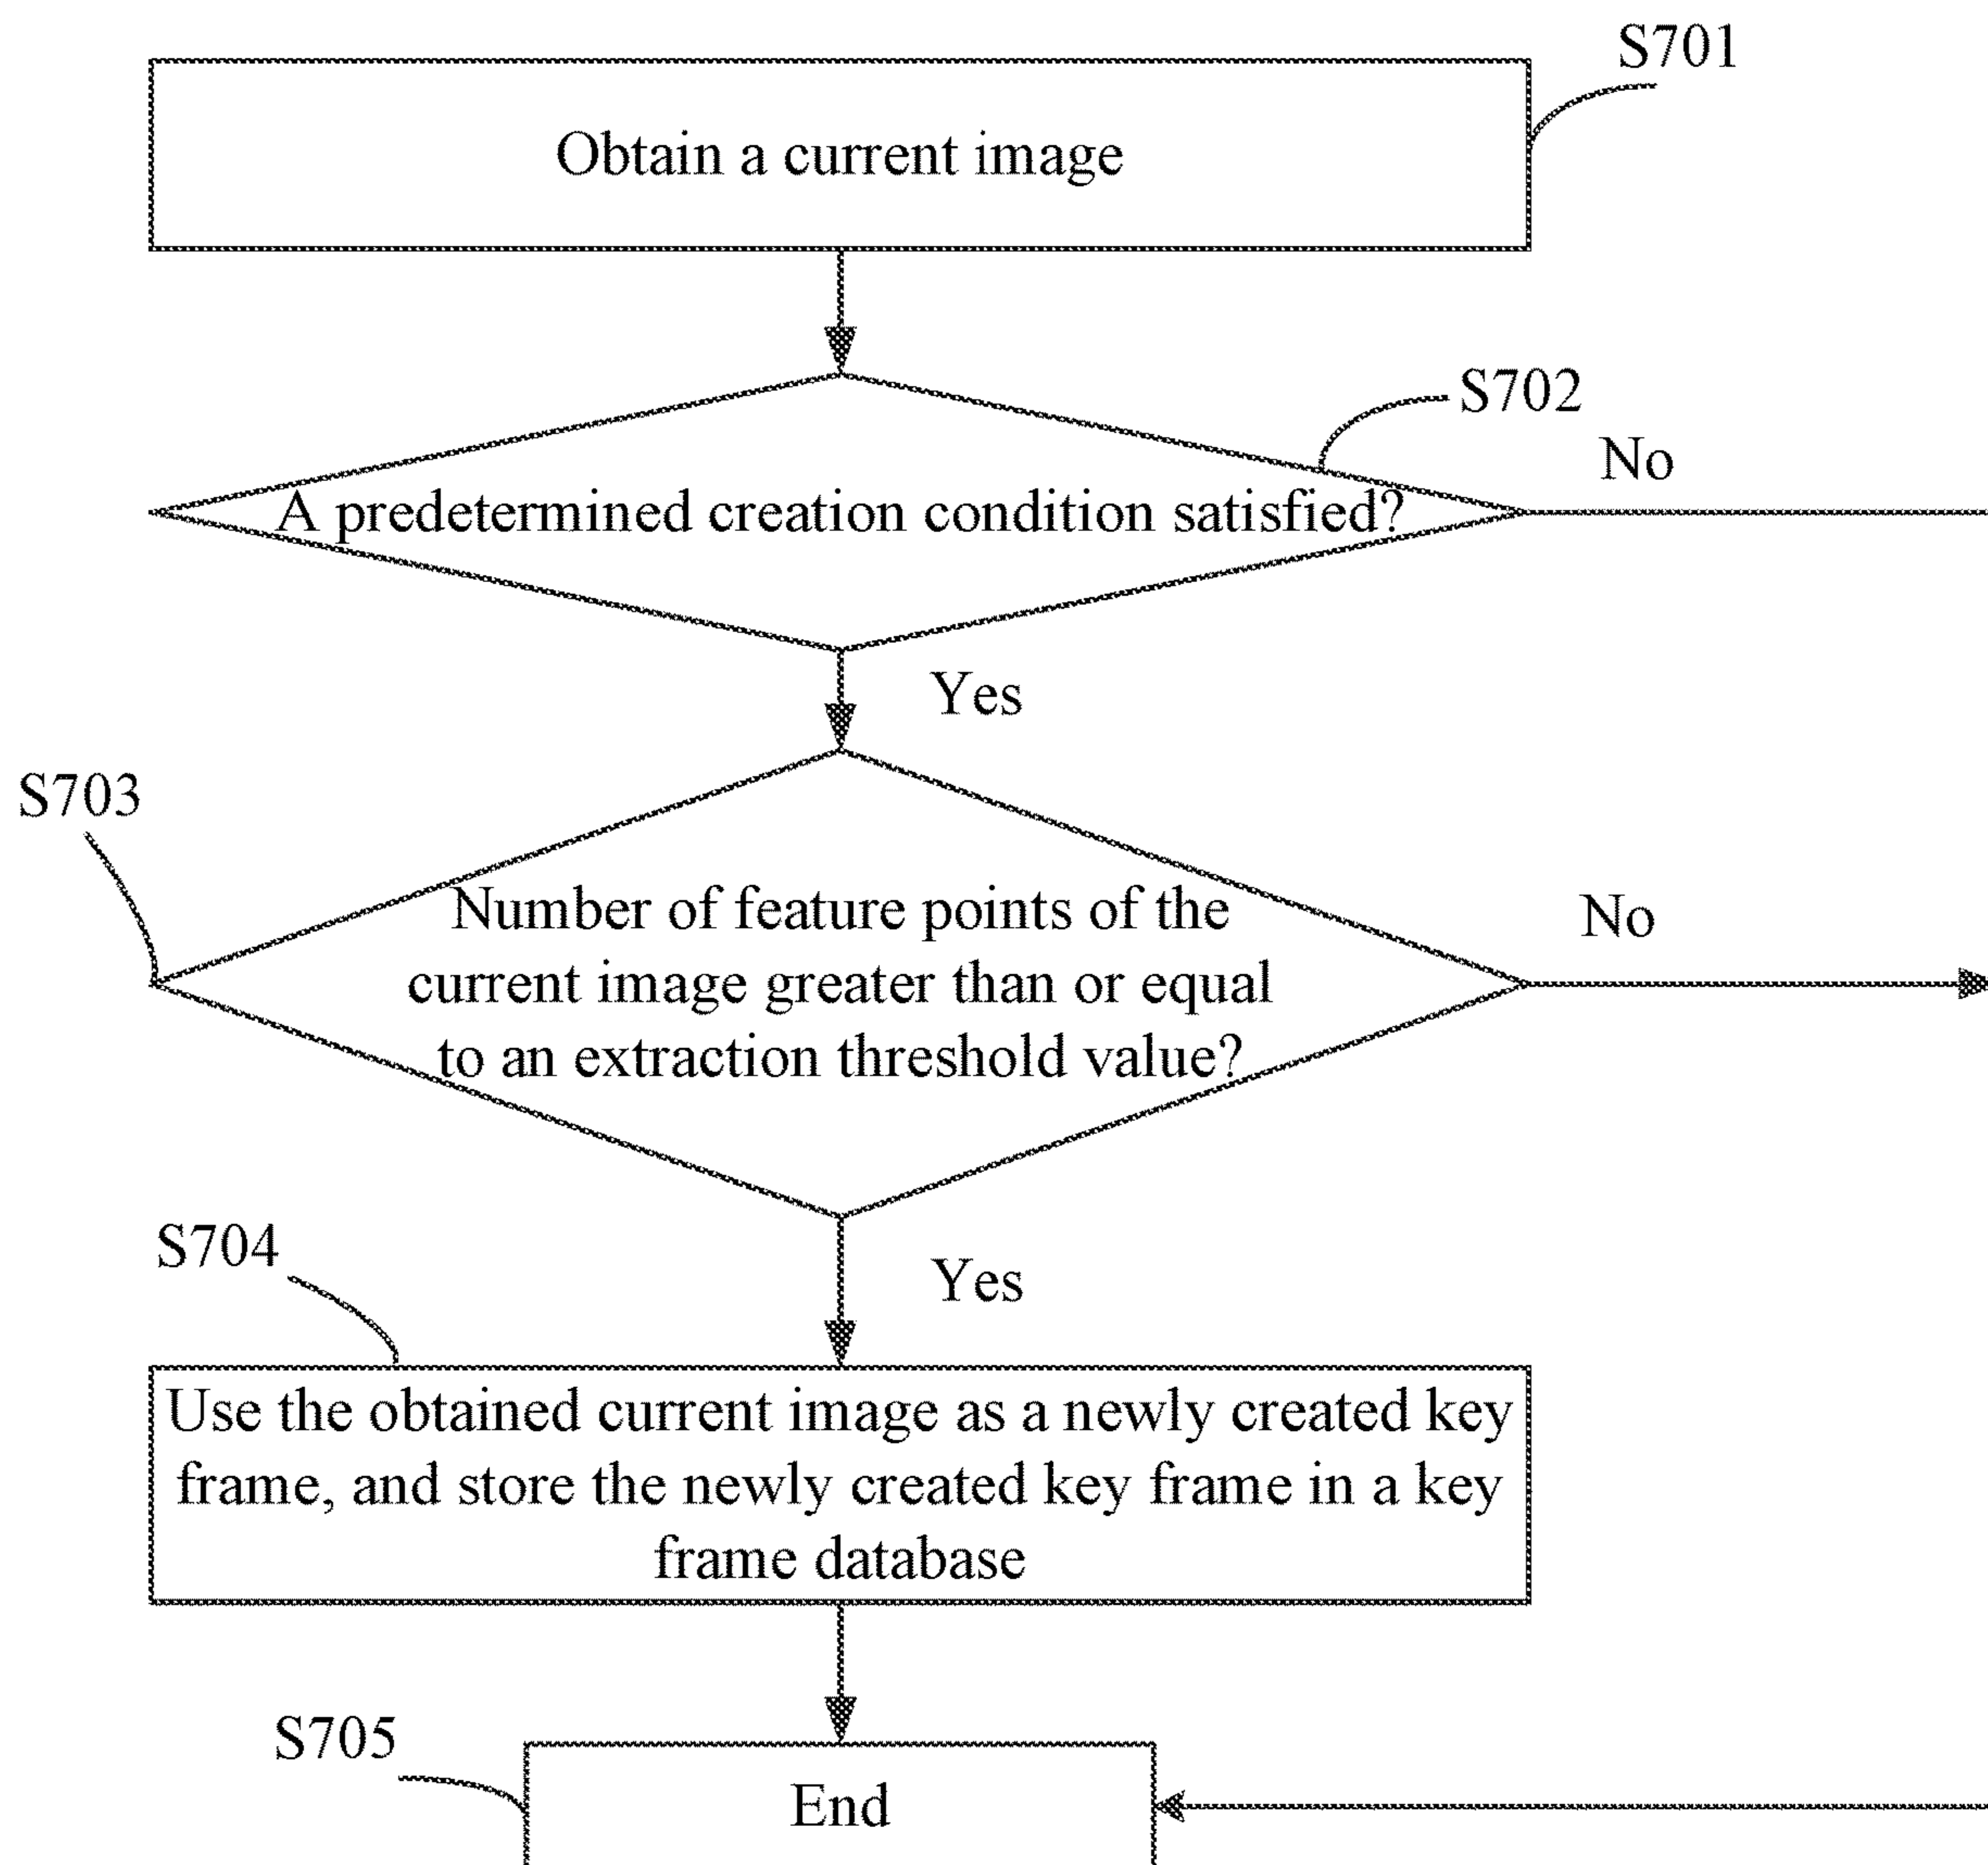 S701
Obtain a current image
S702
No
A predetermined creation condition satisfied?
Yes
S703
Number of feature points of the
current image greater than or equal
to an extraction threshold value?
No
S704
Yes
Use the obtained current image as a newly created key
frame, and store the newly created key frame in a key
frame database
S705
End